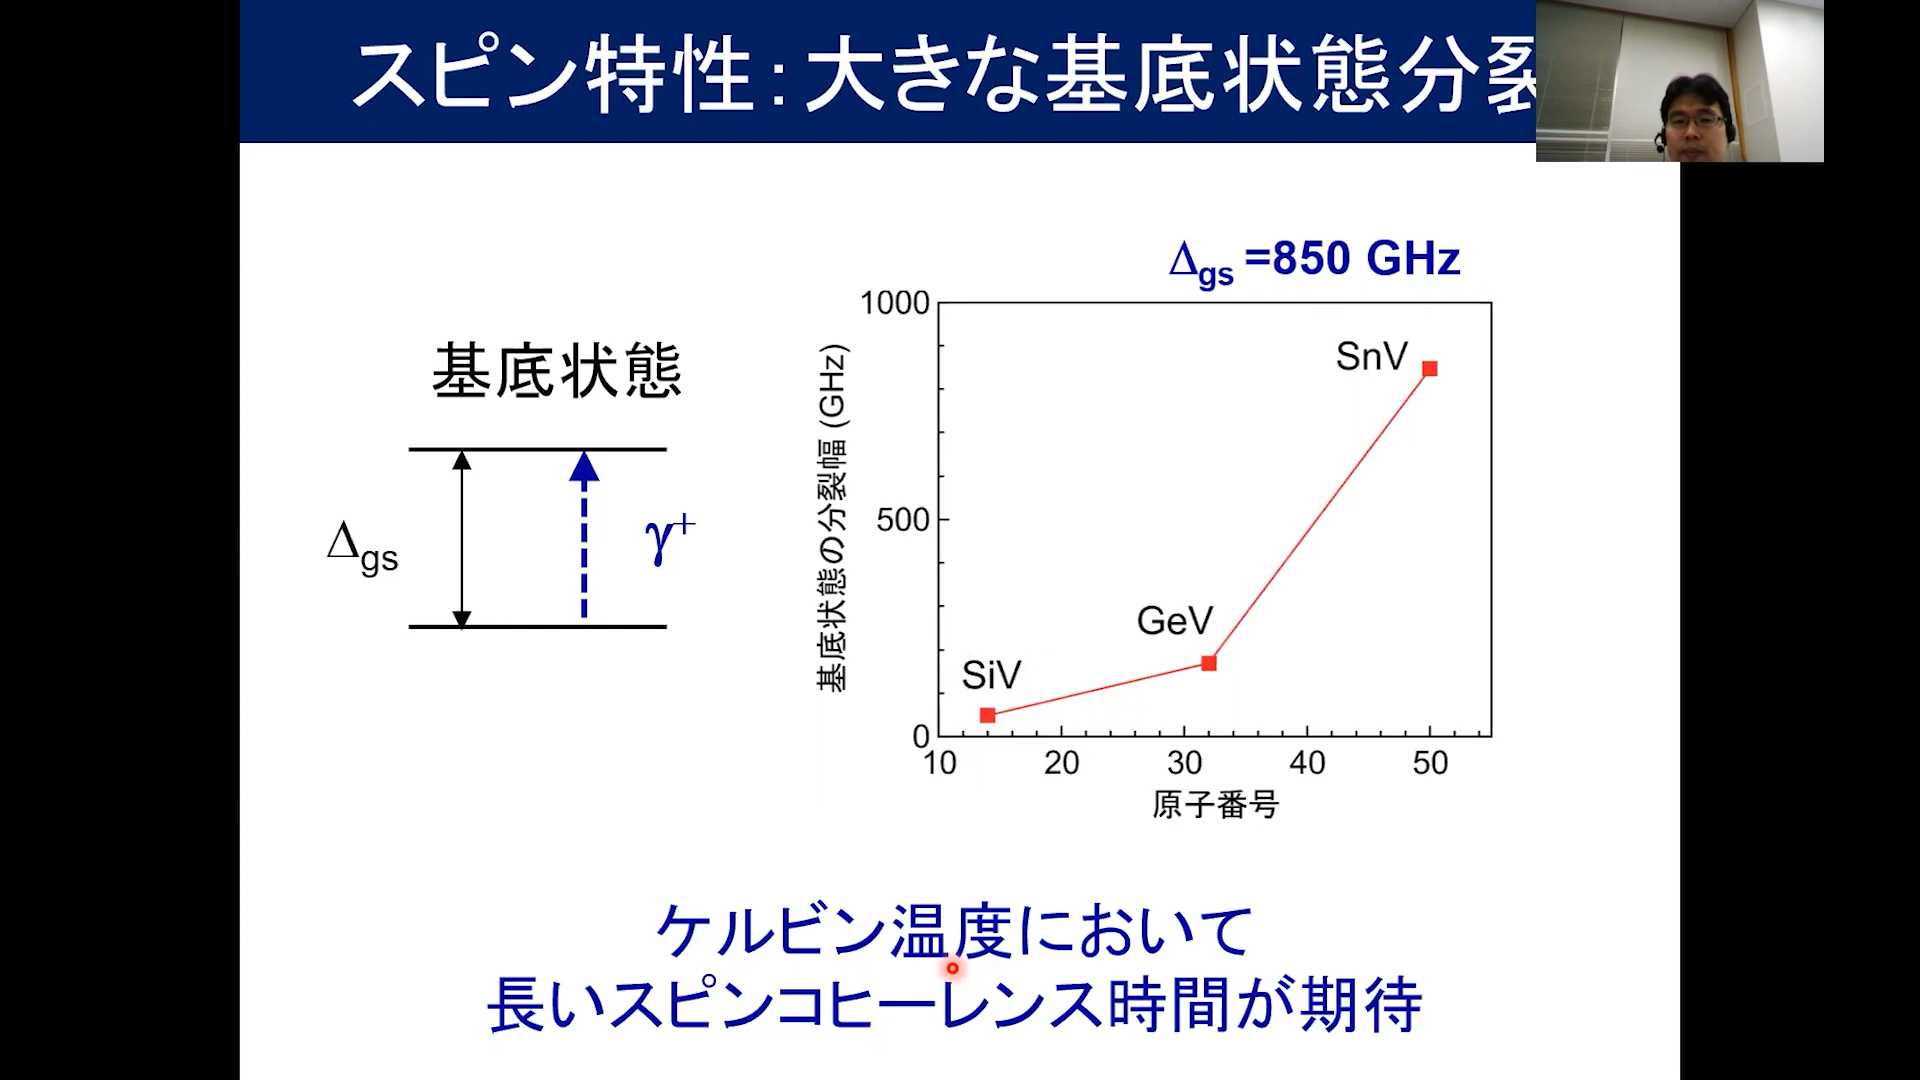 スピン特性：大きな基底状態分裂
Δgs =850 GHz
基底状態
Δgs
γ+
基底状態の分裂幅 (GHz)
1000
500
0
SiV
GeV
SnV
10 20 30 40 50
原子番号
ケルビン温度において
長いスピンコヒーレンス時間が期待